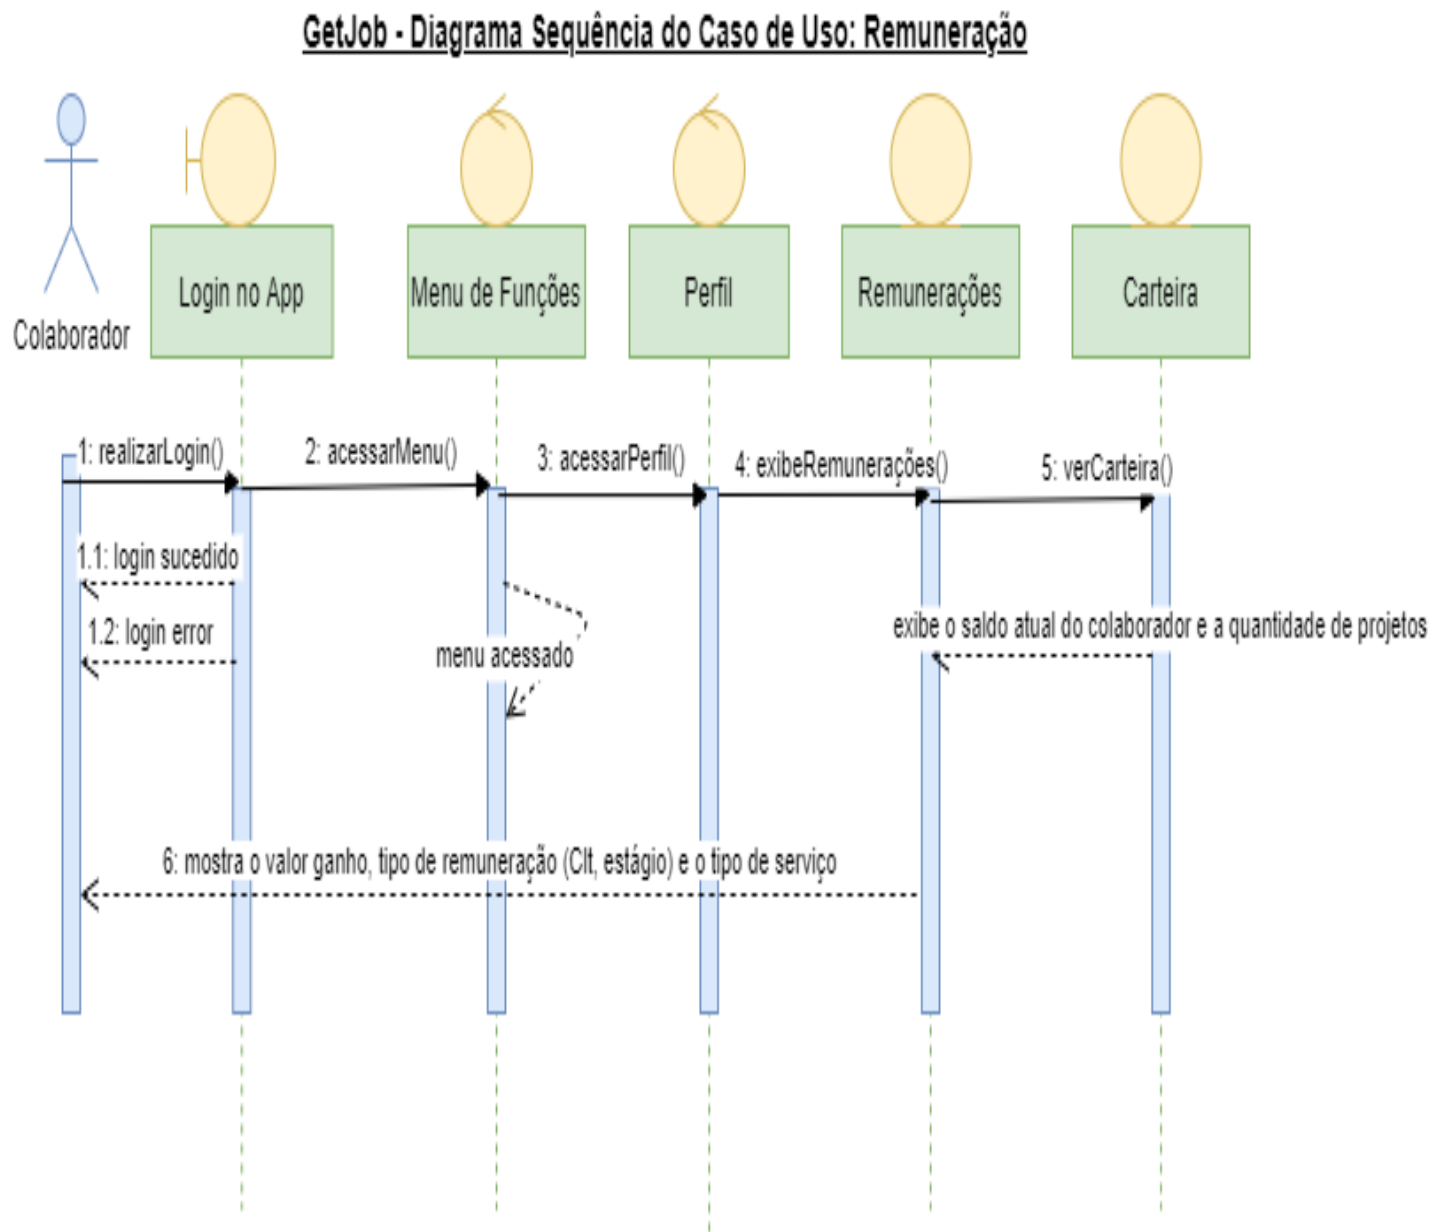 GetJob - Diagrama Sequência do Caso de Uso: Remuneração
Colaborador
Login no App
Menu de Funções
Perfil
Remunerações
Carteira
1: realizarLogin()
2: acessarMenu()
3: acessarPerfil()
4: exibeRemunerações()
5: verCarteira()
1.1: login sucedido
1.2: login error
menu acessado
exibe o saldo atual do colaborador e a quantidade de projetos
6: mostra o valor ganho, tipo de remuneração (Clt, estágio) e o tipo de serviço